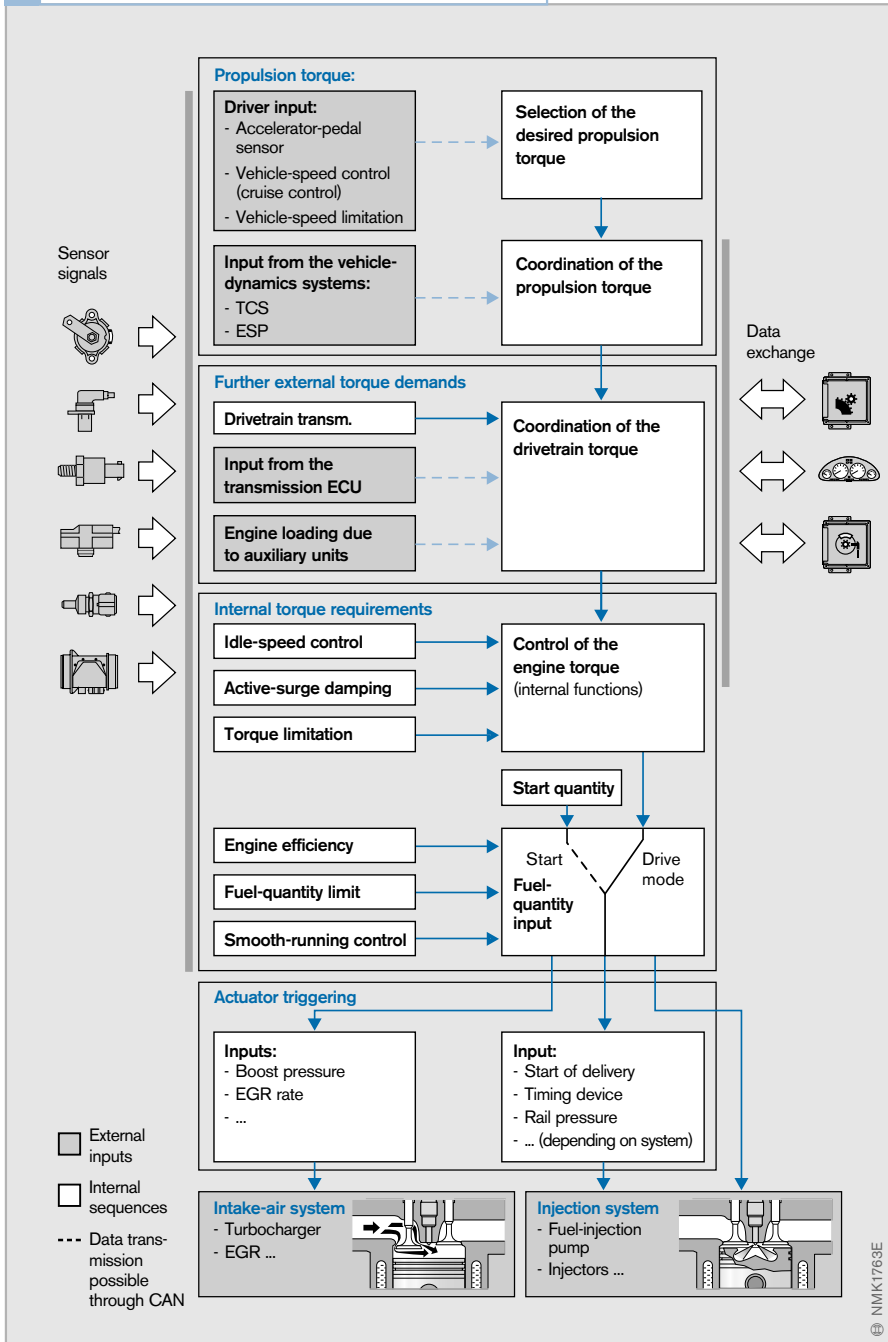 Propulsion torque:
Driver input:
- Accelerator-pedal
sensor
- Vehicle-speed control
(cruise control)
- Vehicle-speed limitation
Selection of the
desired propulsion
torque
Input from the vehicle-
dynamics systems:
- TCS
- ESP
Coordination of the
propulsion torque
Sensor
signals
Data
exchange
Further external torque demands
Drivetrain transm.
Input from the
transmission ECU
Engine loading due
to auxiliary units
Coordination of the
drivetrain torque
Internal torque requirements
Idle-speed control
Active-surge damping
Torque limitation
Control of the
engine torque
(internal functions)
Start quantity
Engine efficiency
Fuel-quantity limit
Smooth-running control
Start
Drive
mode
Fuel-
quantity
input
Actuator triggering
Inputs:
- Boost pressure
- EGR rate
- ...
Input:
- Start of delivery
- Timing device
- Rail pressure
- ... (depending on system)
External
inputs
Internal
sequences
Data trans-
mission
possible
through CAN
Intake-air system
- Turbocharger
- EGR ...
Injection system
- Fuel-injection
pump
- Injectors ...
NMK1763E